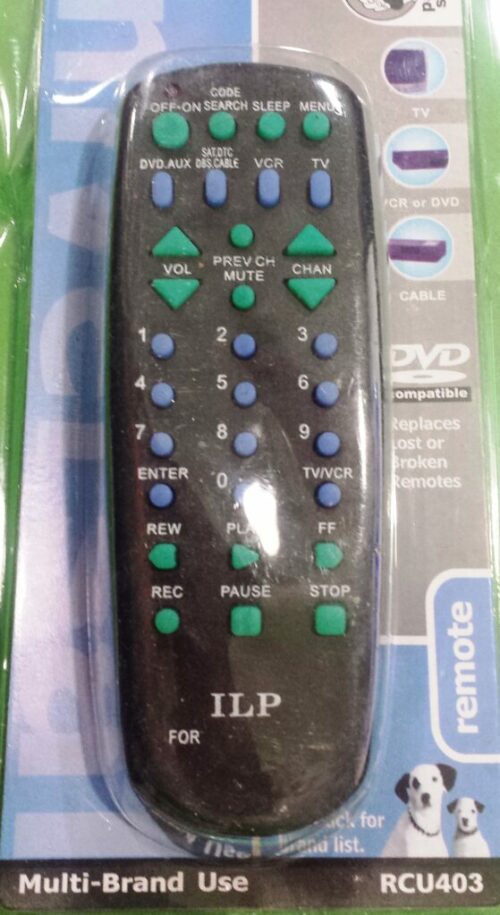 CODE
OFF-ON SEARCH SLEEP MENU
SAT.DTC
DVD.AUX DBS.CABLE VCR TV
TV
VCR or DVD
VOL PREV CH CHAN
MUTE
CABLE
1 2 3
DVD
compatible
4 5 6
Replaces
Lost or
Broken
Remotes
7 8 9
ENTER 0 TV/VCR
REW PLAY FF
REC PAUSE STOP
remote
ILP
FOR
for
brand list.
Multi-Brand Use RCU403